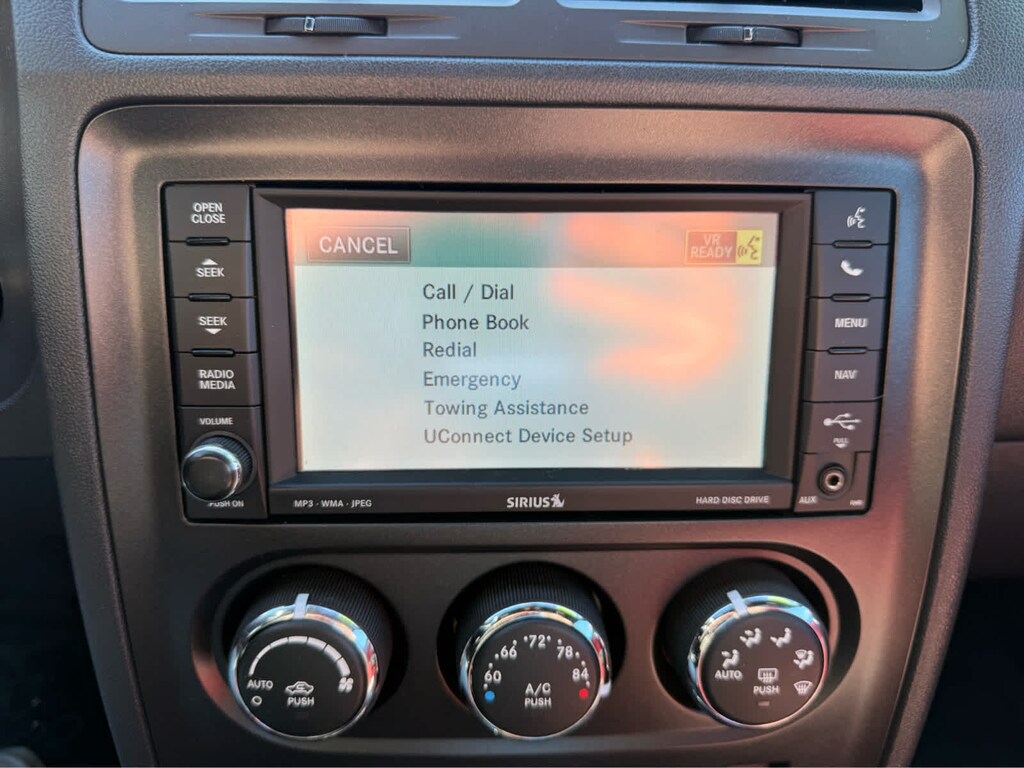 OPEN
CLOSE
SEEK
SEEK
RADIO
MEDIA
VOLUME
PUSH ON
CANCEL
VR
READY
Call / Dial
Phone Book
Redial
Emergency
Towing Assistance
UConnect Device Setup
MENU
NAV
PULL
AUX
MP3 - WMA - JPEG
SIRIUS
HARD DISC DRIVE
AUTO
PUSH
60
66
72
78
84
A/C
PUSH
AUTO
PUSH